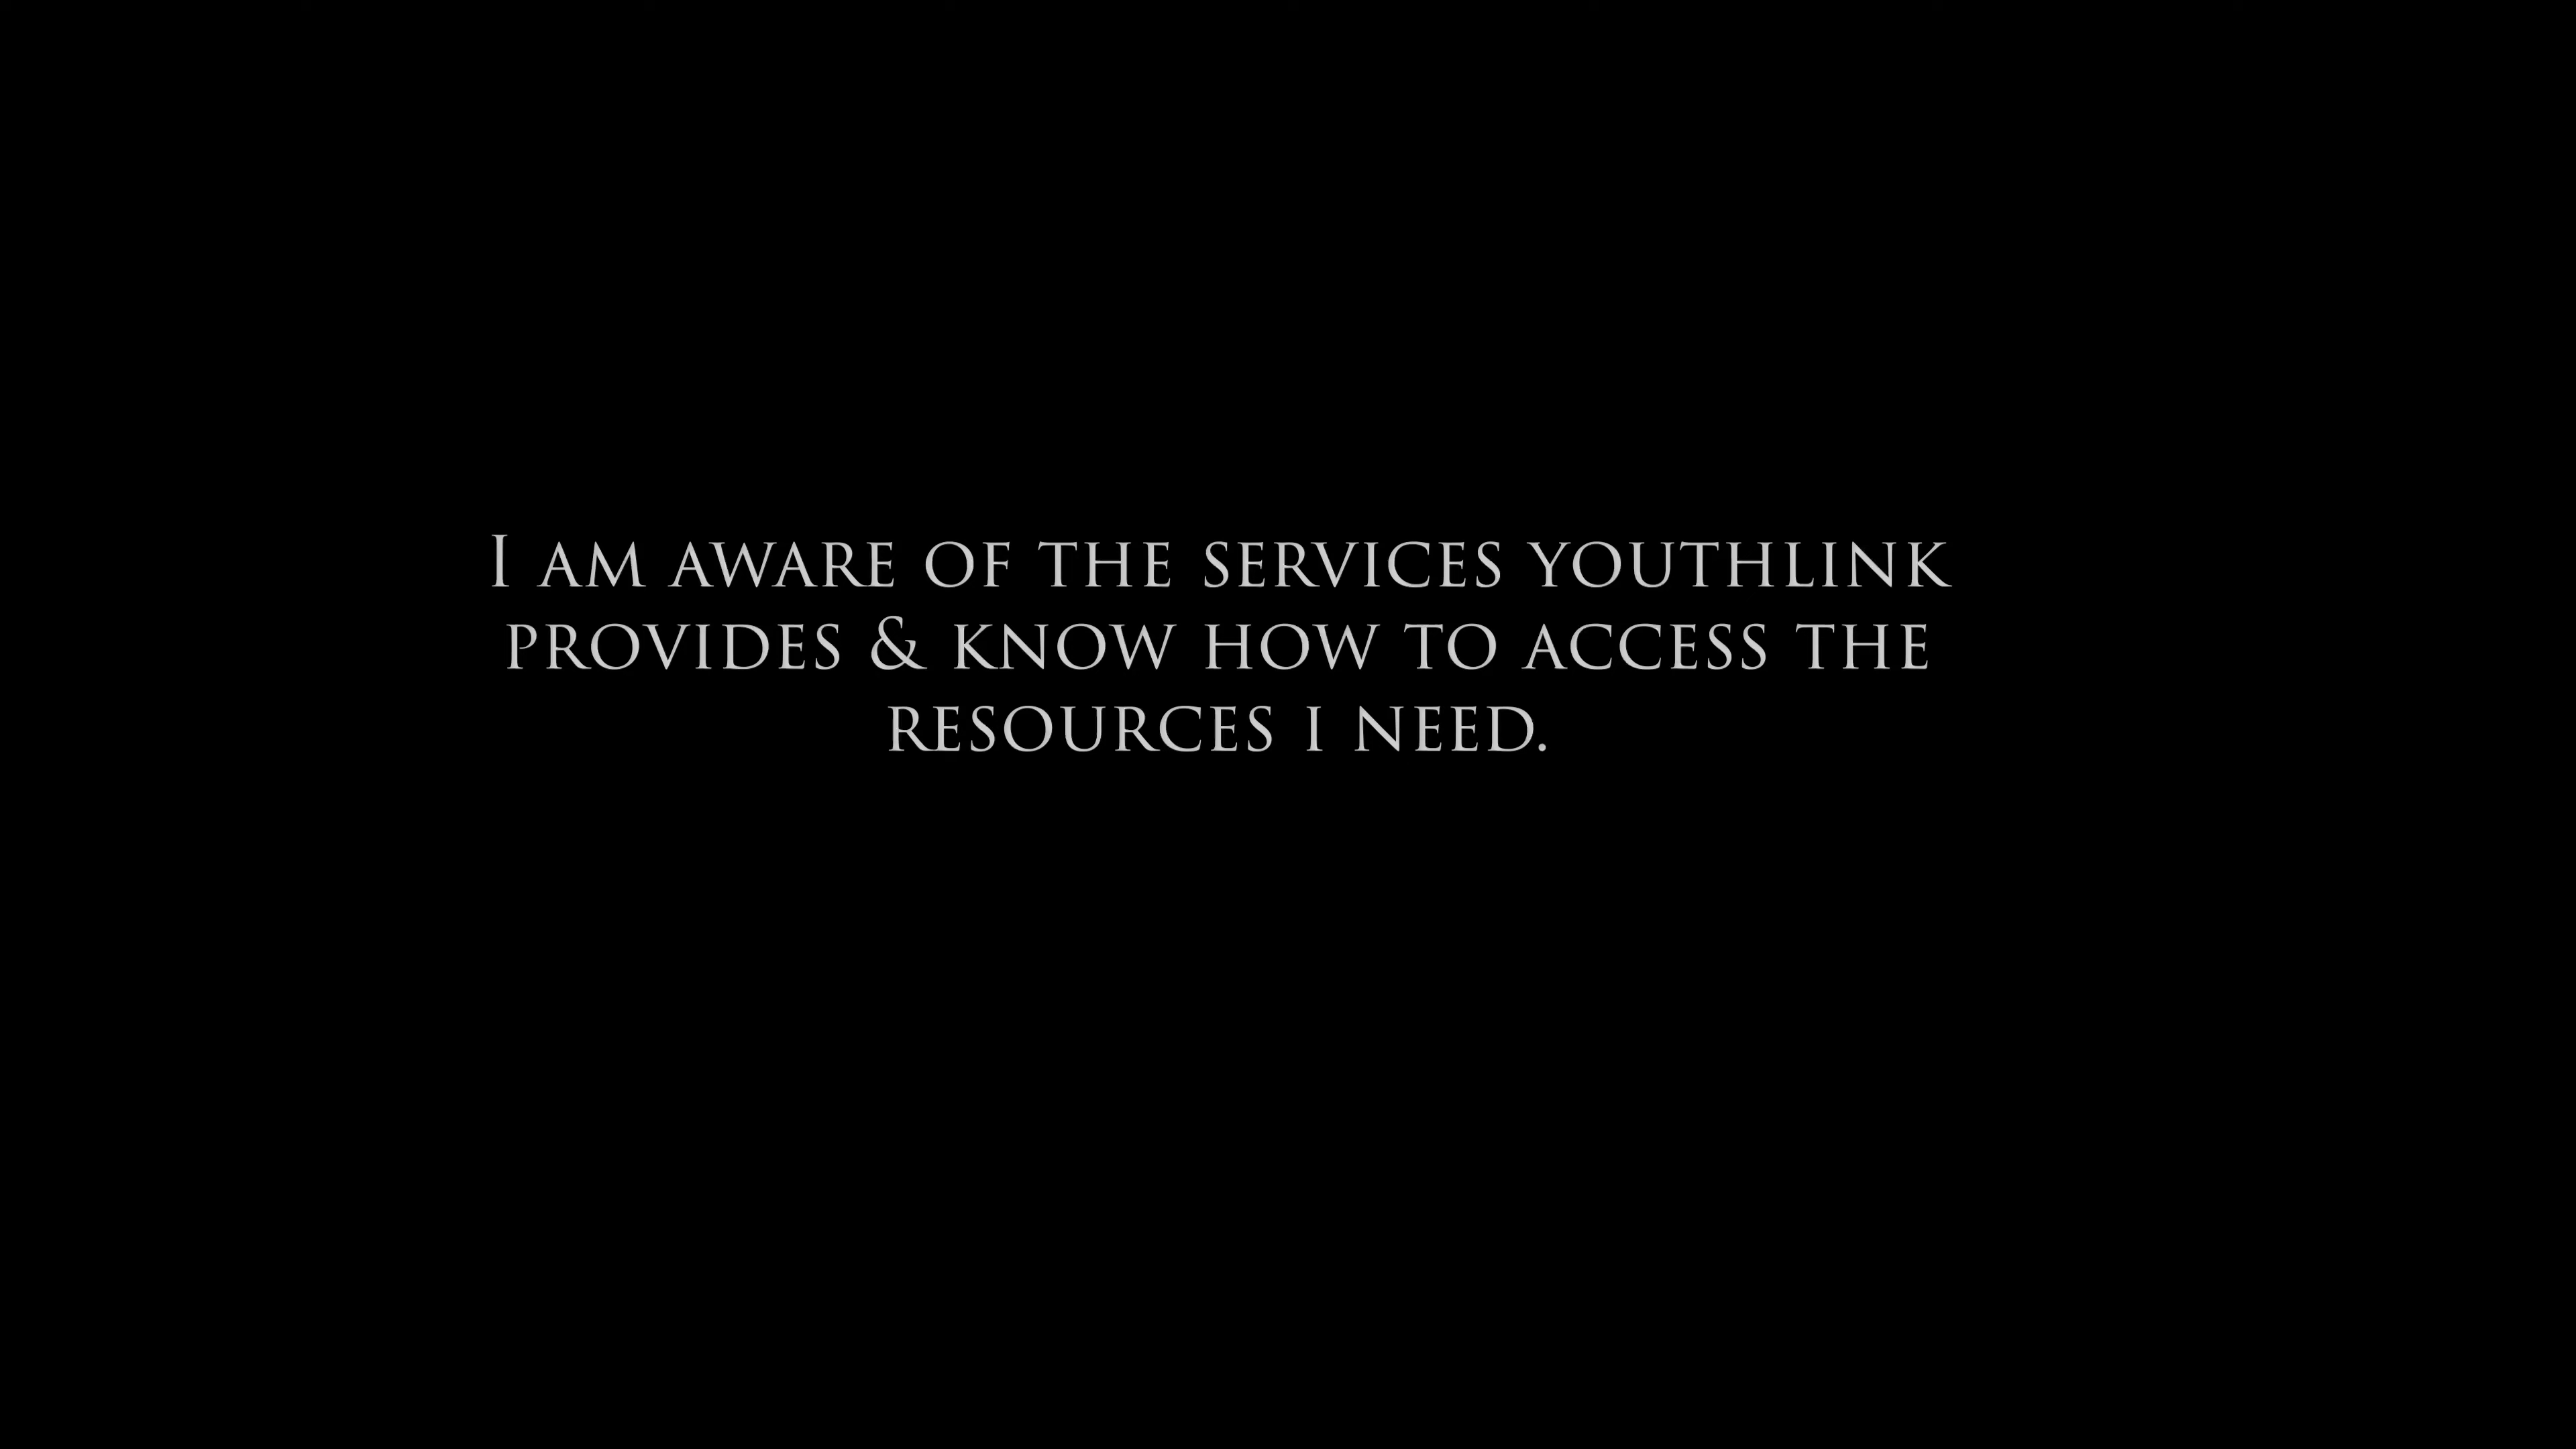 I am aware of the services youthlink
provides & know how to access the
resources i need.